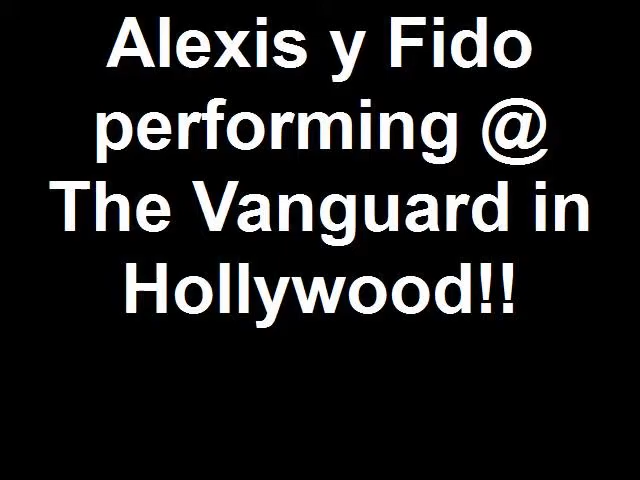 Alexis y Fido
performing @
The Vanguard in
Hollywood!!